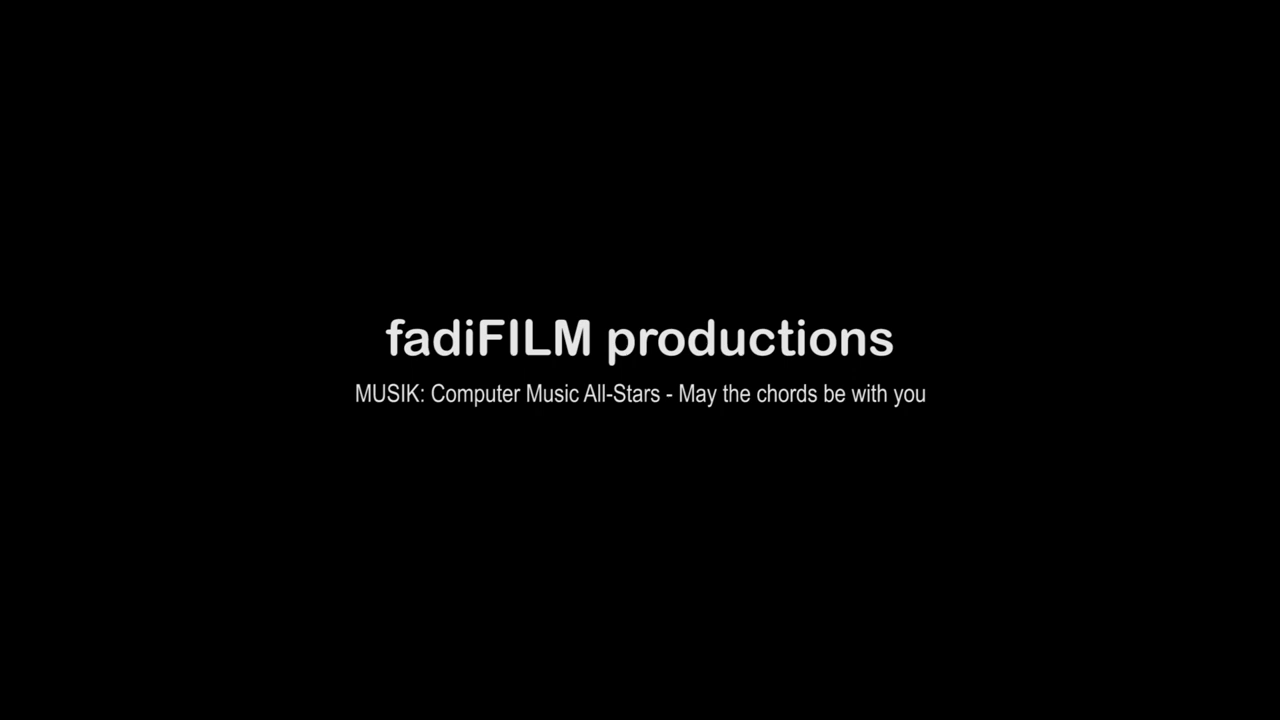 fadiFILM productions
MUSIK: Computer Music All-Stars - May the chords be with you